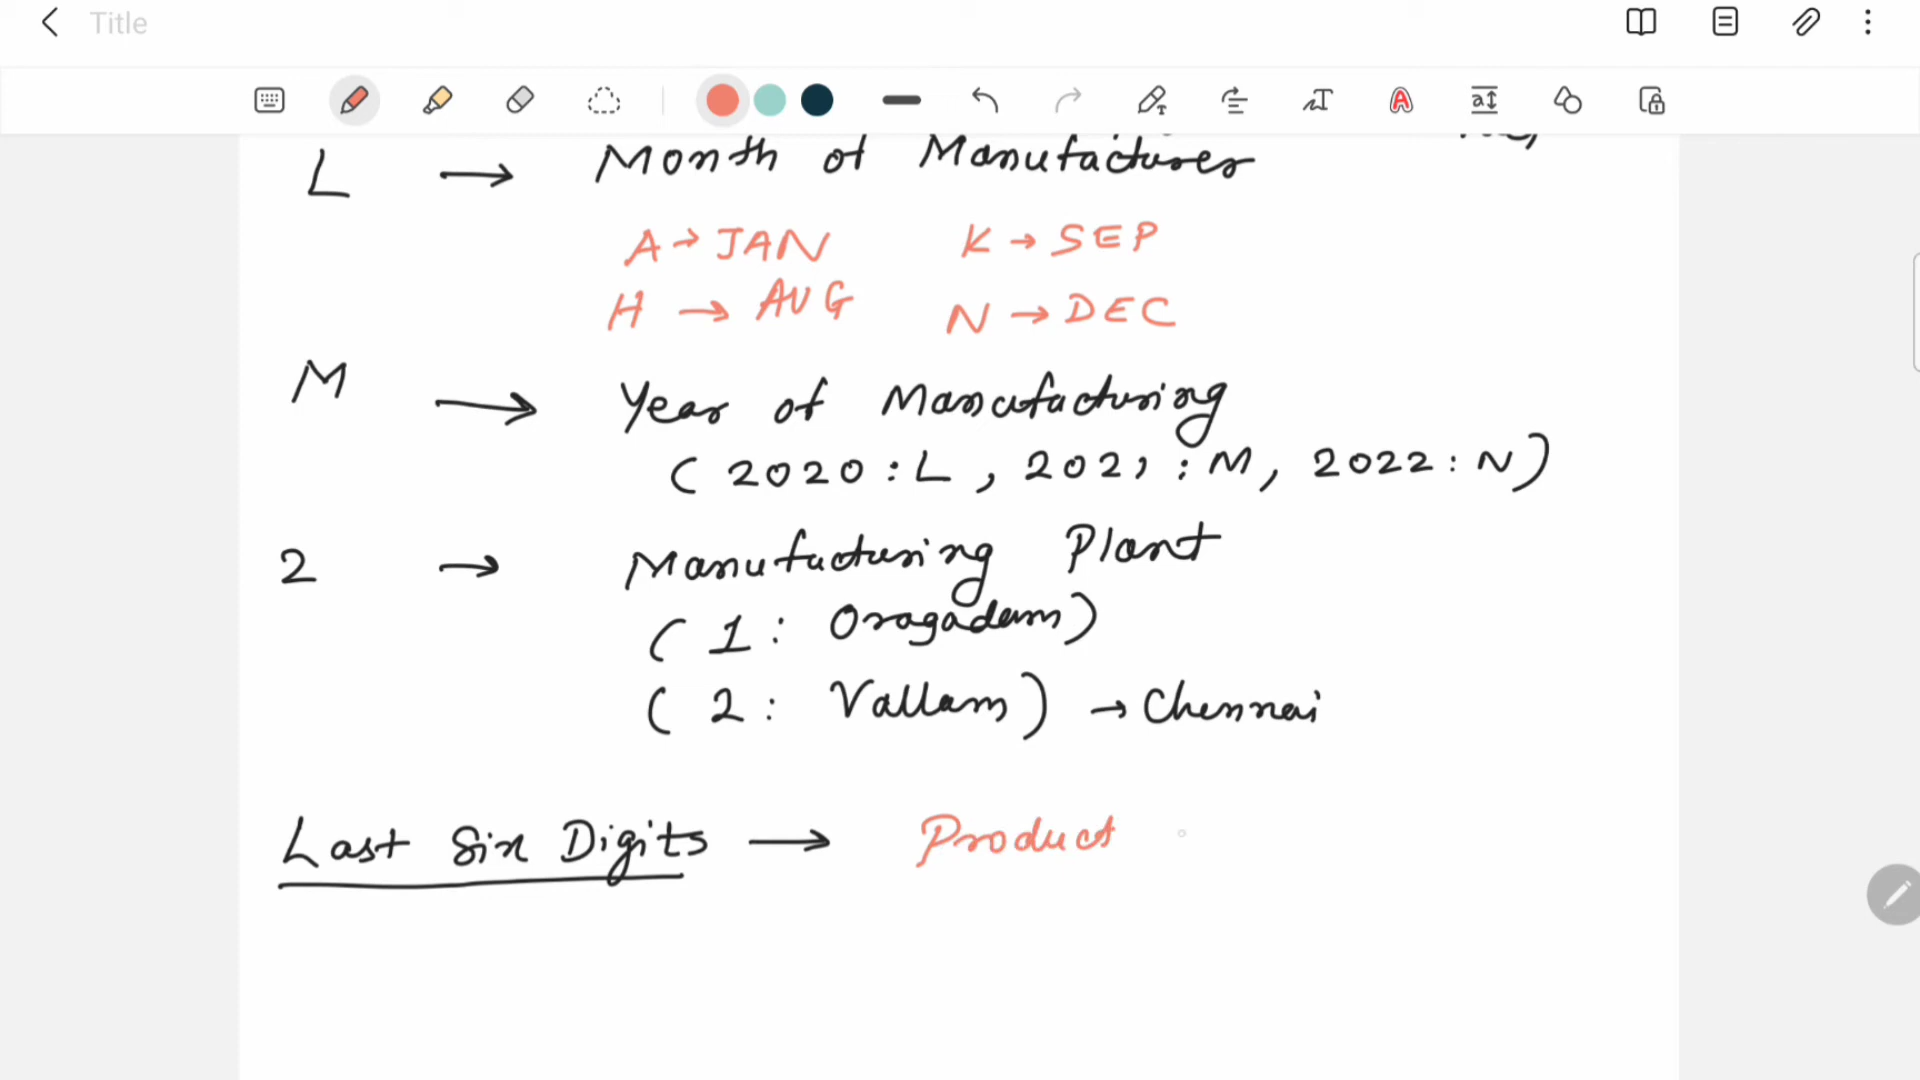 Title
L → Month of Manufacturer
A → JAN K → SEP
H → AUG N → DEC
M → Year of Manufacturing
( 2020 : L , 2021 : M , 2022 : N )
2 → Manufacturing Plant
( 1 : Oragadam )
( 2 : Vallam ) → Chennai
Last Six Digits → Product